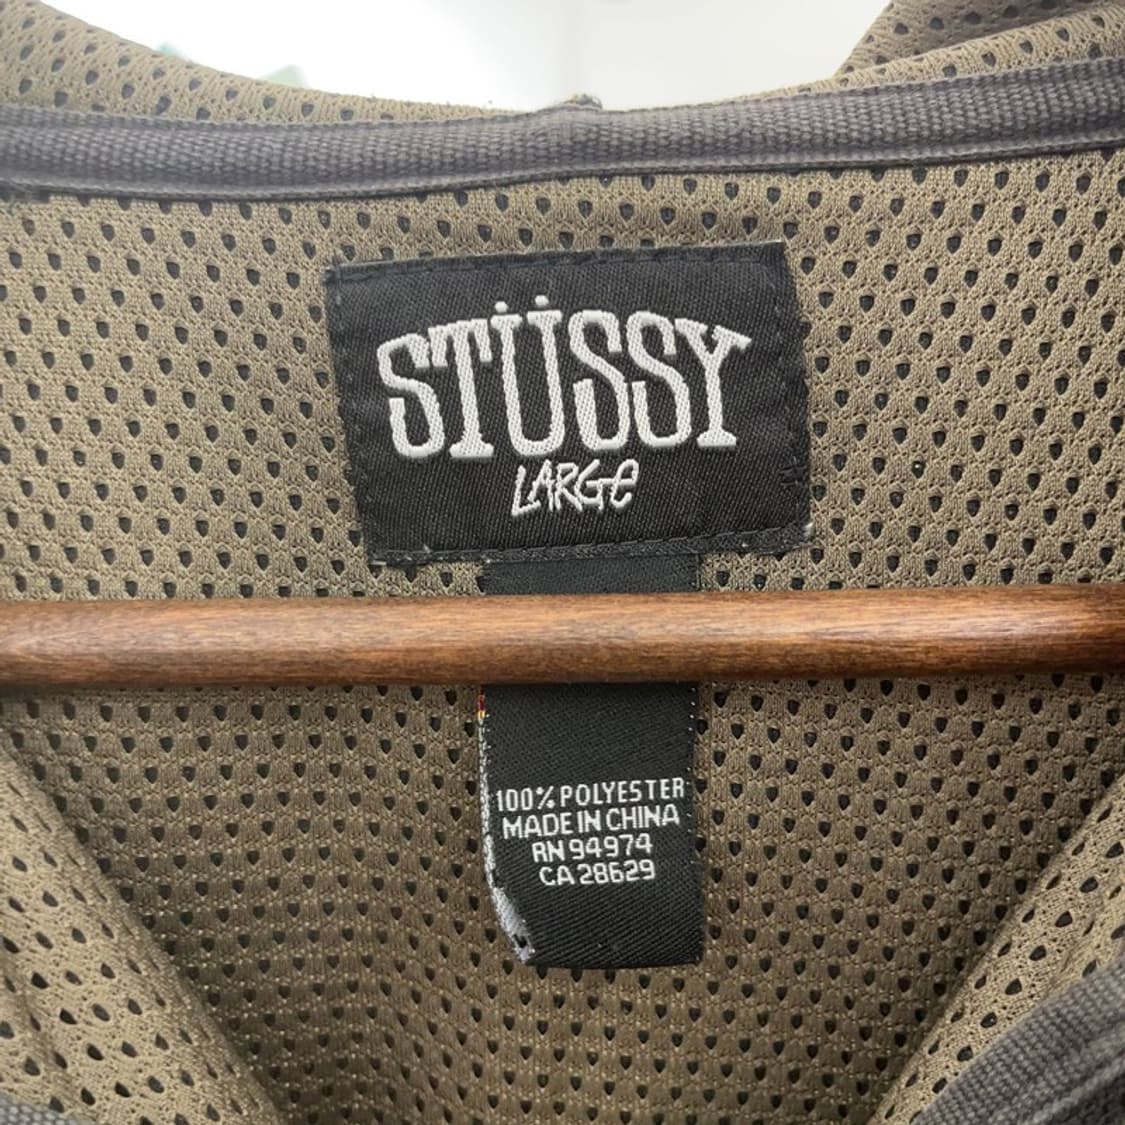 STÜSSY
LARGe
100% POLYESTER
MADE IN CHINA
RN 94974
CA 28629